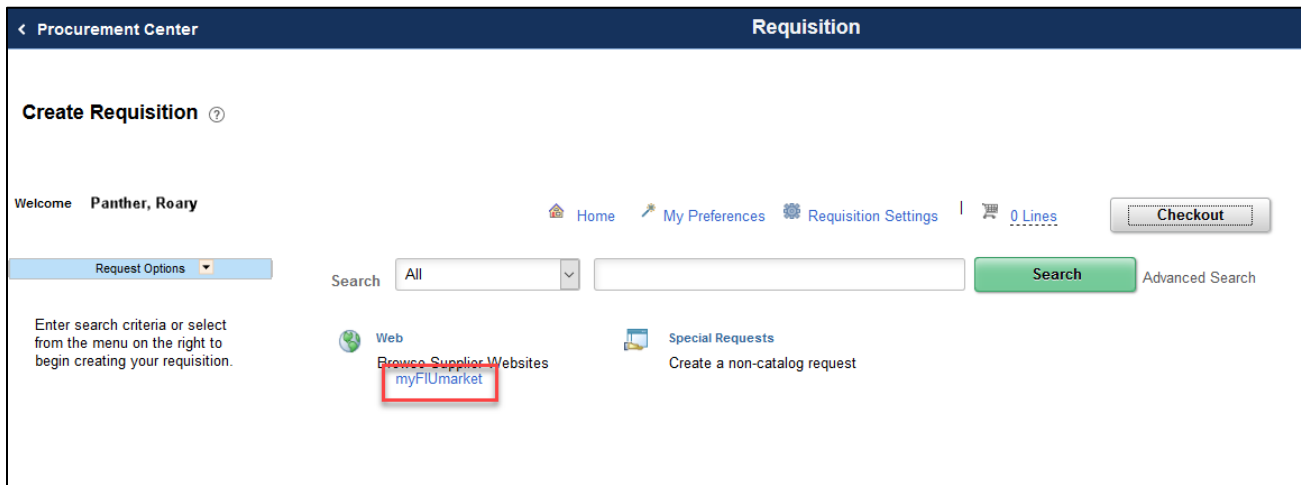 Procurement Center
Requisition
Create Requisition
Welcome Panther, Roary
Home My Preferences Requisition Settings 0 Lines Checkout
Request Options
Search All Search Advanced Search
Enter search criteria or select
from the menu on the right to
begin creating your requisition.
Web
Browse Supplier Websites
myFIUmarket
Special Requests
Create a non-catalog request